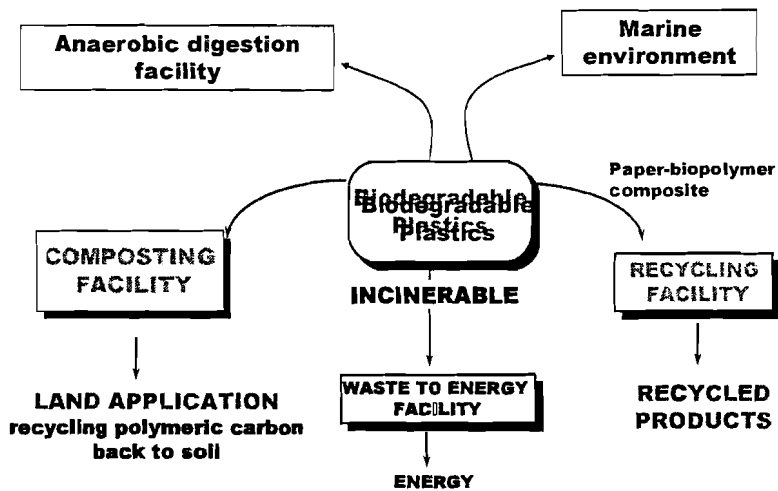 Anaerobic digestion
facility
Marine
environment
Paper-biopolymer
composite
Biodegradable
Plastics
COMPOSTING
FACILITY
RECYCLING
FACILITY
INCINERABLE
LAND APPLICATION
recycling polymeric carbon
back to soil
WASTE TO ENERGY
FACILITY
RECYCLED
PRODUCTS
ENERGY